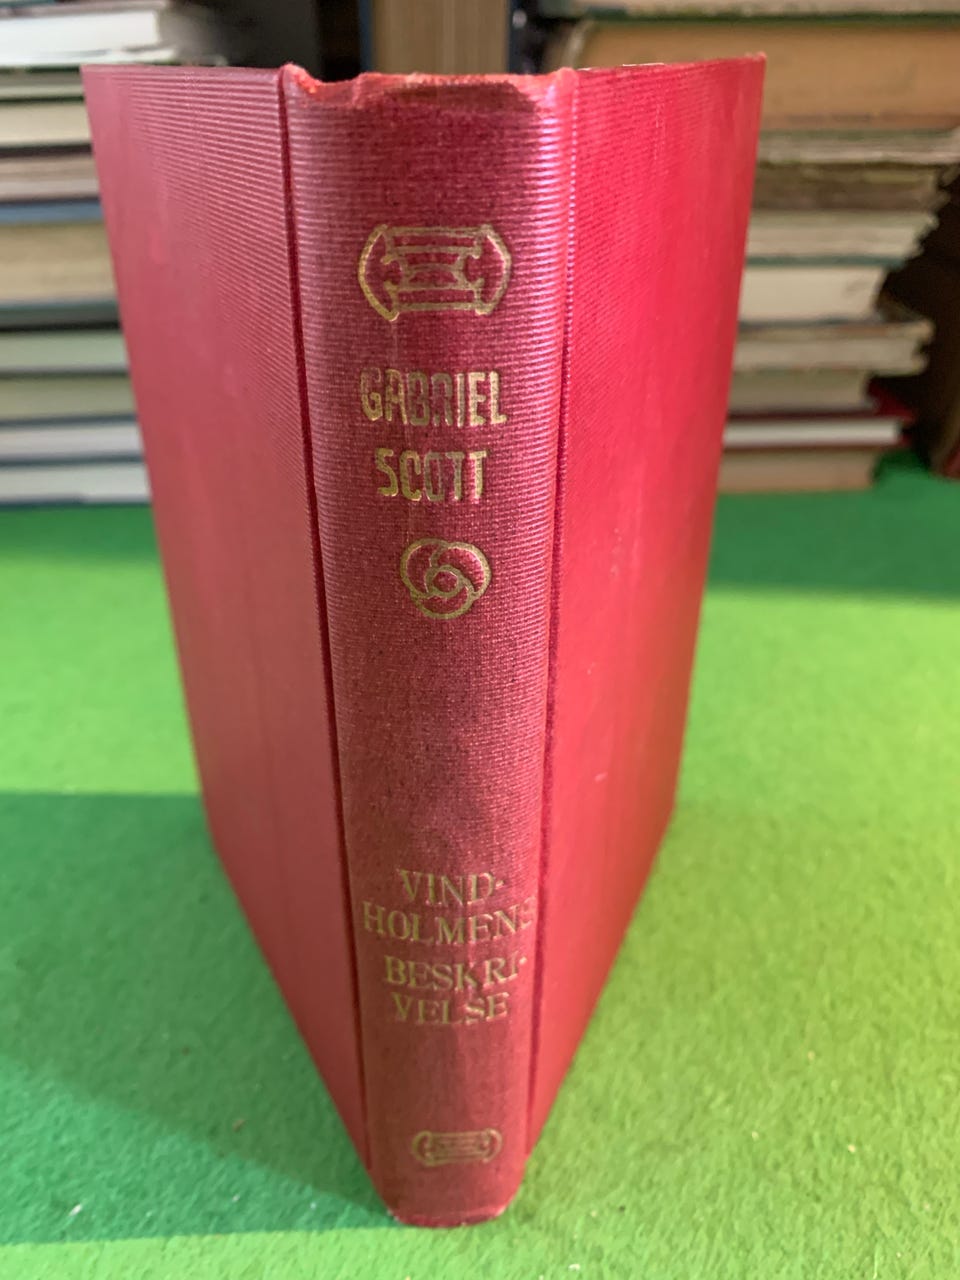 GABRIEL
SCOTT
VIND-
HOLMENS
BESKRI-
VELSE